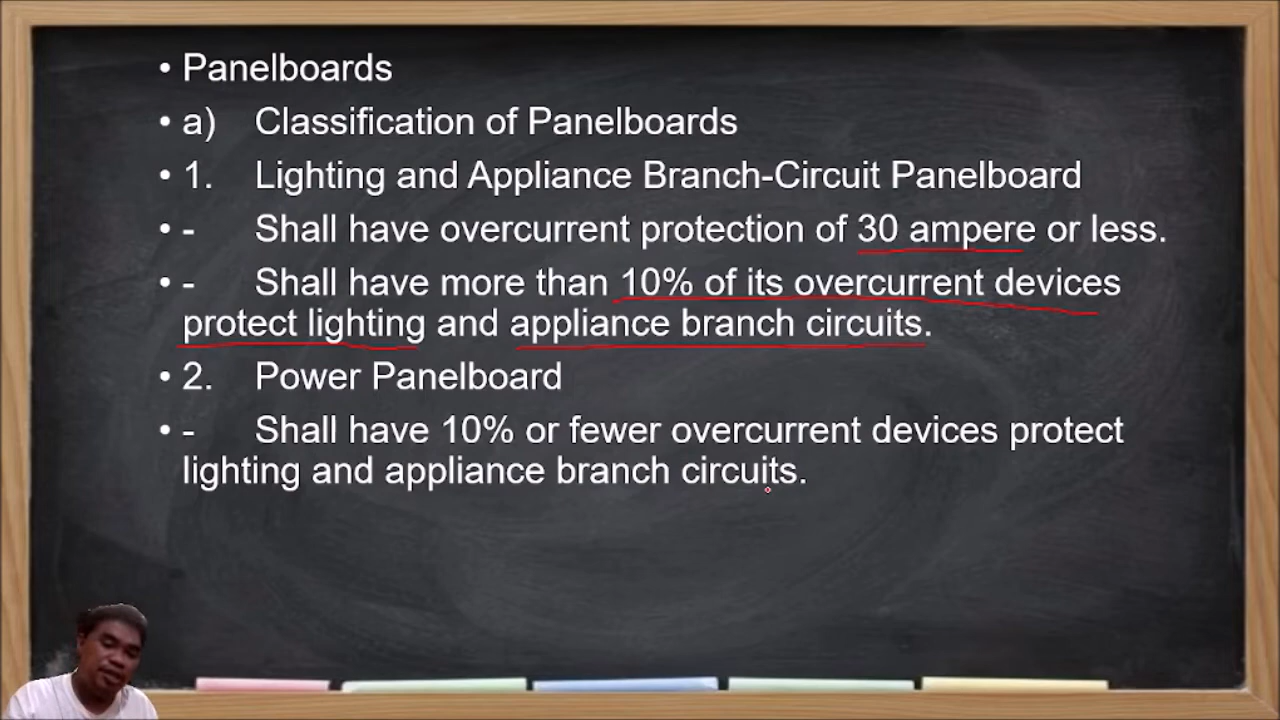 • Panelboards
• a) Classification of Panelboards
• 1. Lighting and Appliance Branch-Circuit Panelboard
• - Shall have overcurrent protection of 30 ampere or less.
• - Shall have more than 10% of its overcurrent devices
protect lighting and appliance branch circuits.
• 2. Power Panelboard
• - Shall have 10% or fewer overcurrent devices protect
lighting and appliance branch circuits.